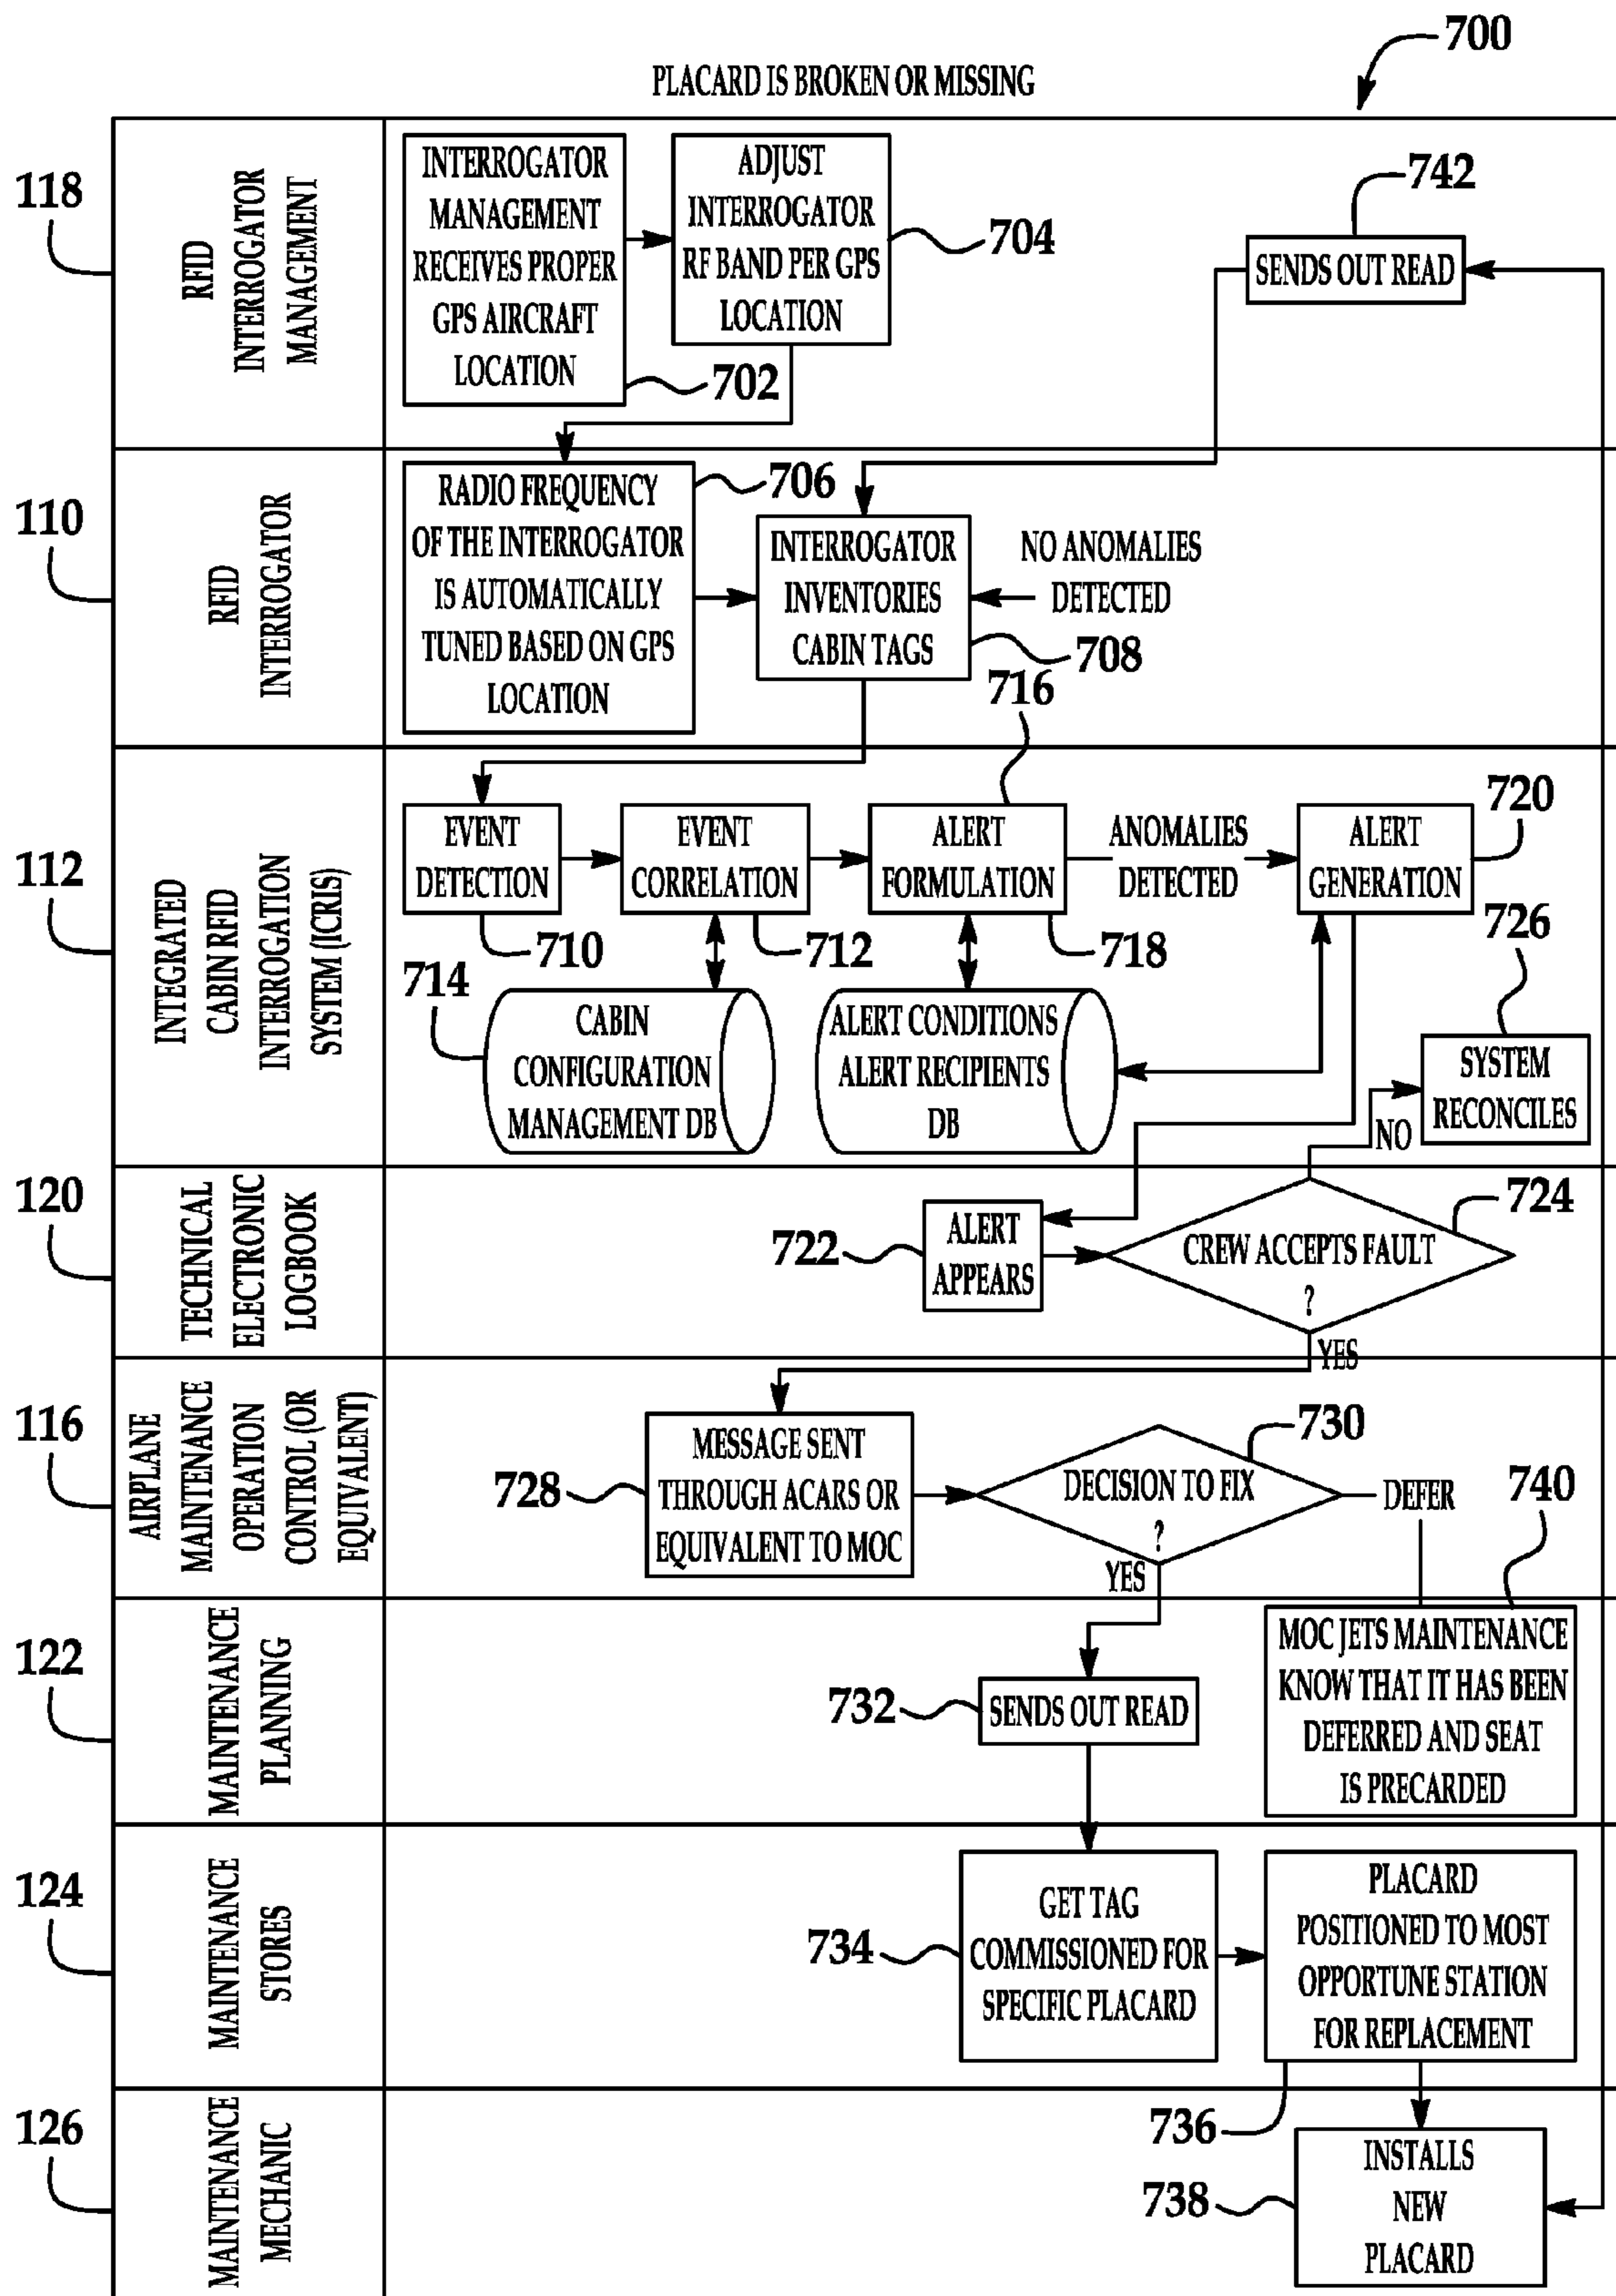 700
PLACARD IS BROKEN OR MISSING
118
RFID
INTERROGATOR
MANAGEMENT
INTERROGATOR
MANAGEMENT
RECEIVES PROPER
GPS AIRCRAFT
LOCATION
702
ADJUST
INTERROGATOR
RF BAND PER GPS
LOCATION
704
742
SENDS OUT READ
110
RFID
INTERROGATOR
RADIO FREQUENCY
OF THE INTERROGATOR
IS AUTOMATICALLY
TUNED BASED ON GPS
LOCATION
706
INTERROGATOR
INVENTORIES
CABIN TAGS
708
NO ANOMALIES
DETECTED
716
112
INTEGRATED
CABIN RFID
INTERROGATION
SYSTEM (ICRIS)
EVENT
DETECTION
710
EVENT
CORRELATION
712
ALERT
FORMULATION
718
ANOMALIES
DETECTED
ALERT
GENERATION
720
726
714
CABIN
CONFIGURATION
MANAGEMENT DB
ALERT CONDITIONS
ALERT RECIPIENTS
DB
SYSTEM
RECONCILES
NO
120
TECHNICAL
ELECTRONIC
LOGBOOK
722
ALERT
APPEARS
CREW ACCEPTS FAULT
?
724
YES
116
AIRPLANE
MAINTENANCE
OPERATION
CONTROL (OR
EQUIVALENT)
728
MESSAGE SENT
THROUGH ACARS OR
EQUIVALENT TO MOC
DECISION TO FIX
?
730
DEFER
740
YES
122
MAINTENANCE
PLANNING
732
SENDS OUT READ
MOC JETS MAINTENANCE
KNOW THAT IT HAS BEEN
DEFERRED AND SEAT
IS PRECARDED
124
MAINTENANCE
STORES
734
GET TAG
COMMISSIONED FOR
SPECIFIC PLACARD
PLACARD
POSITIONED TO MOST
OPPORTUNE STATION
FOR REPLACEMENT
736
126
MAINTENANCE
MECHANIC
738
INSTALLS
NEW
PLACARD